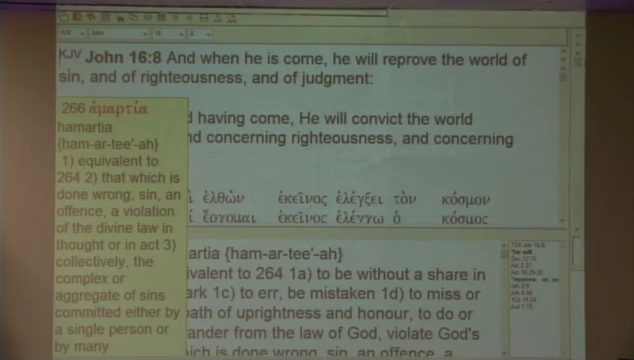 KJV John 16:8 And when he is come, he will reprove the world of
sin, and of righteousness, and of judgment:
266 ἁμαρτία
hamartia
{ham-ar-tee'-ah}
1) equivalent to
264 2) that which is
done wrong, sin, an
offence, a violation
of the divine law in
thought or in act 3)
collectively, the
complex or
aggregate of sins
committed either by
a single person or
by many
having come, He will convict the world
nd concerning righteousness, and concerning
ἐλθὼν ἐκεῖνος ἐλέγξει τὸν κόσμον
ἔρχομαι ἐκεῖνος ἐλέγχω ὁ κόσμος
artia {ham-ar-tee'-ah}
ivalent to 264 1a) to be without a share in
ark 1c) to err, be mistaken 1d) to miss or
path of uprightness and honour, to do or
ander from the law of God, violate God's
ich is done wrong, sin, an offence, a